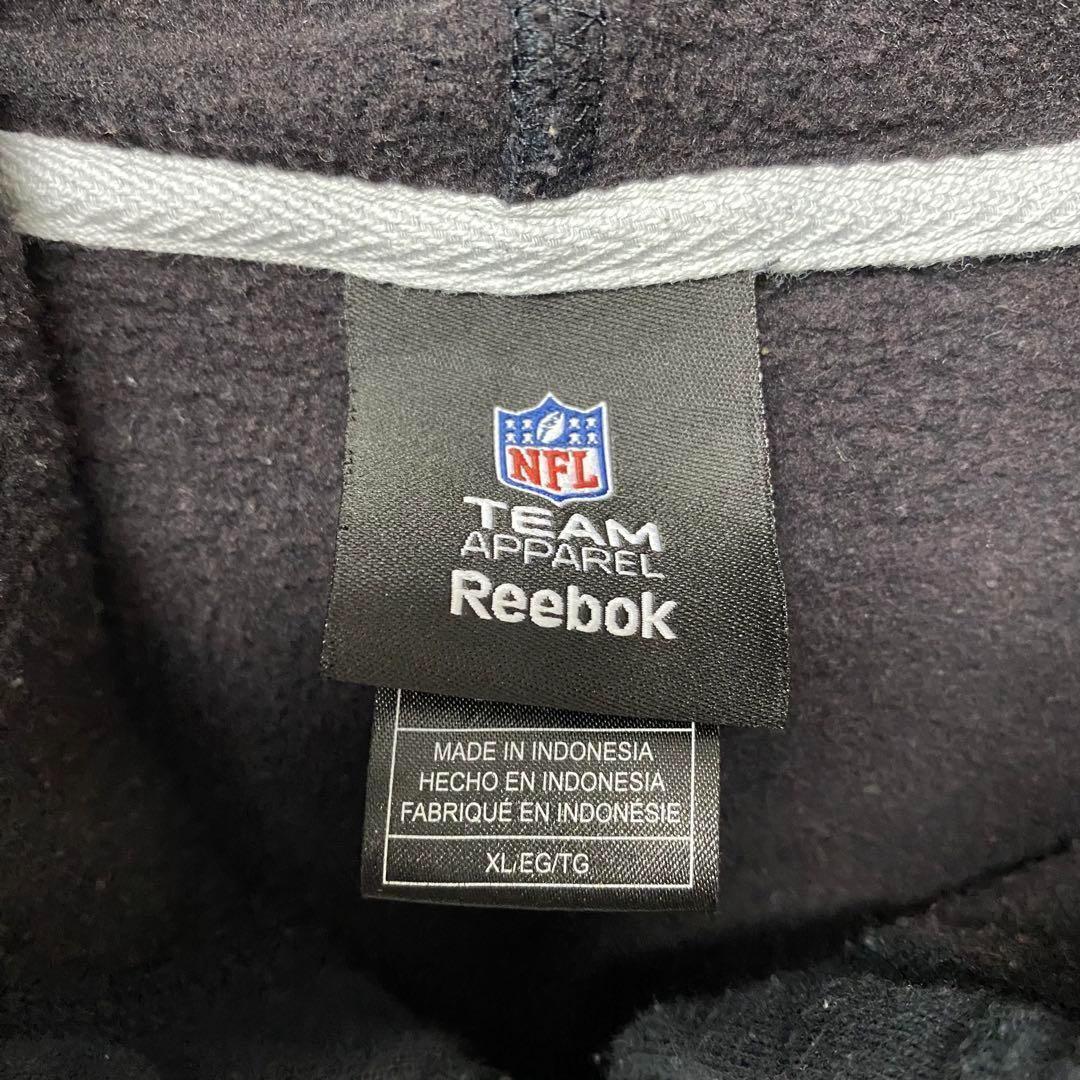 NFL
TEAM
APPAREL
Reebok
MADE IN INDONESIA
HECHO EN INDONESIA
FABRIQUÉ EN INDONÉSIE
XL/EG/TG